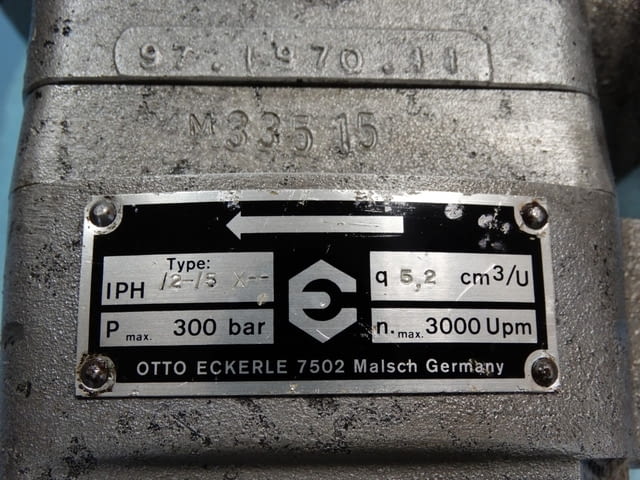 97.1970.11
M33515
Type:
IPH /2-/5 X--
q 5,2 cm3/U
P max. 300 bar
n. max. 3000 Upm
OTTO ECKERLE 7502 Malsch Germany